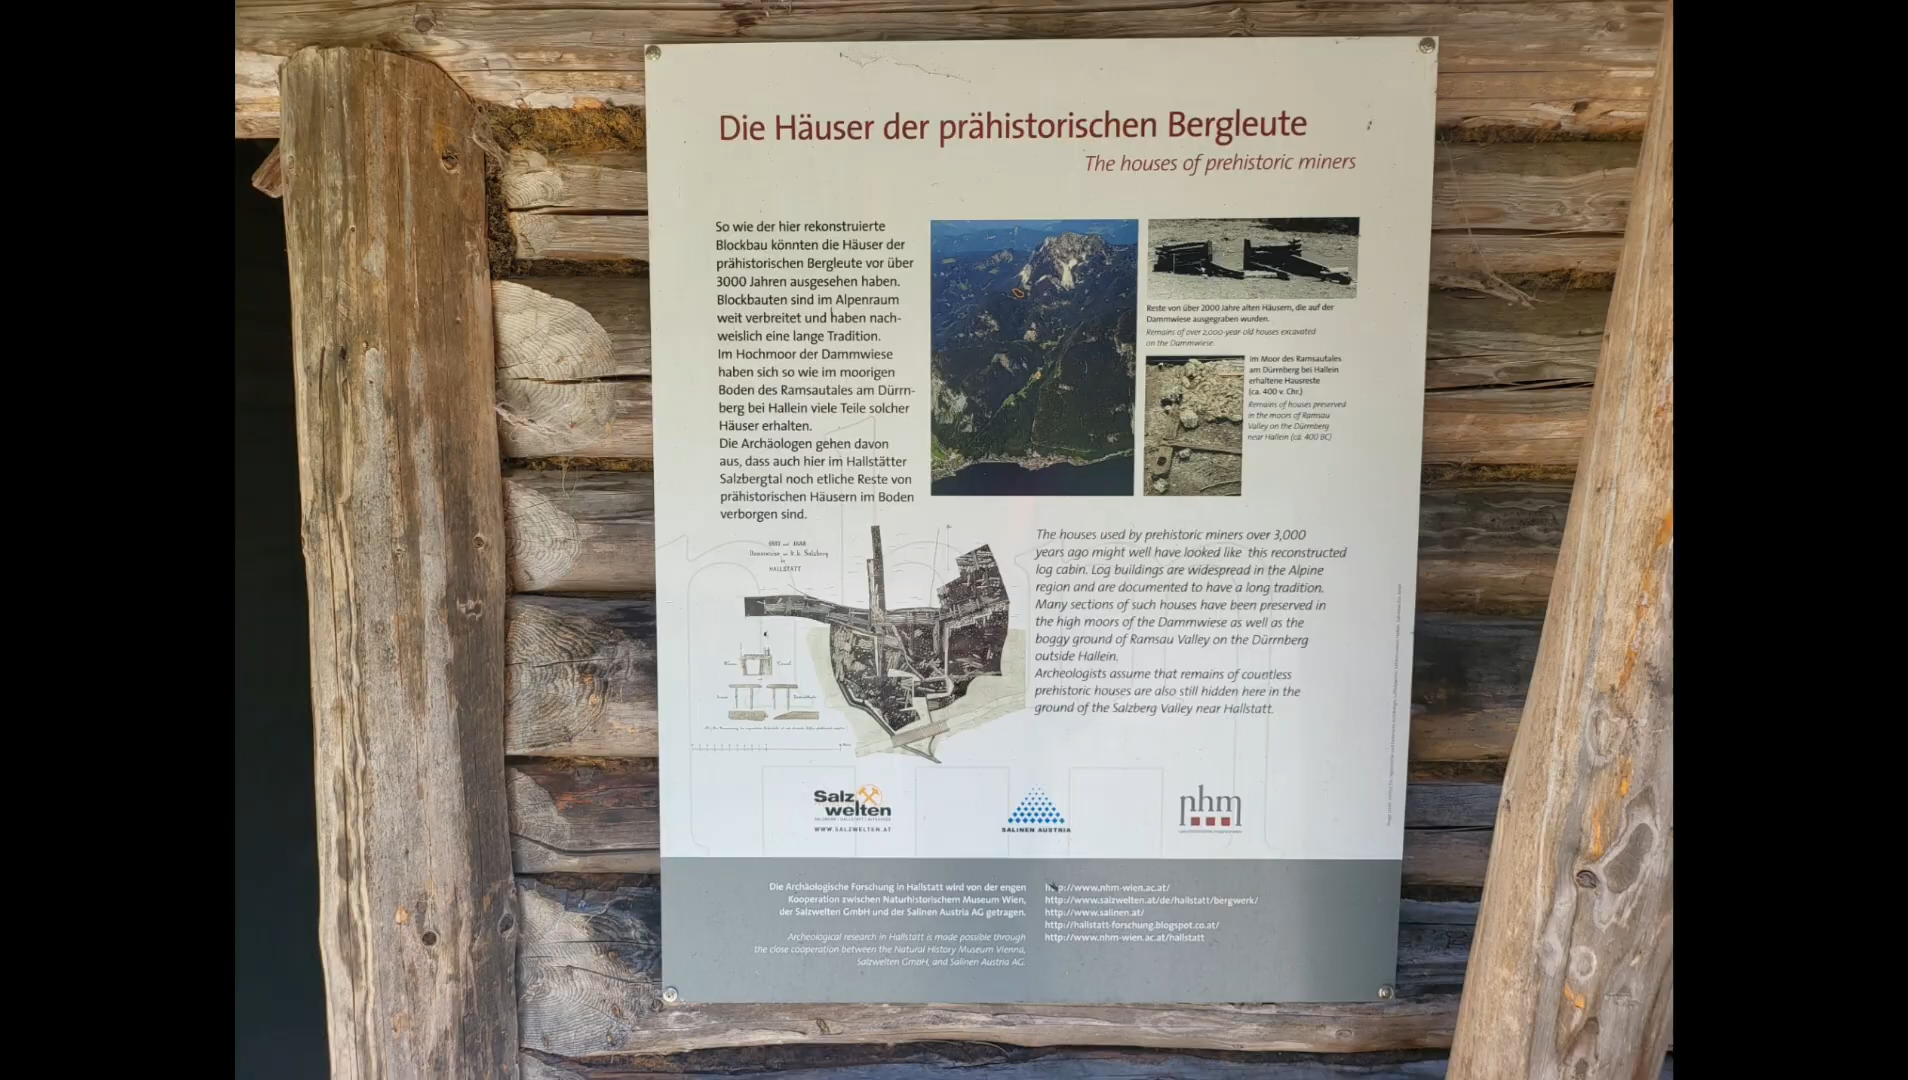 Die Häuser der prähistorischen Bergleute
The houses of prehistoric miners
So wie der hier rekonstruierte
Blockbau könnten die Häuser der
prähistorischen Bergleute vor über
3000 Jahren ausgesehen haben.
Blockbauten sind im Alpenraum
weit verbreitet und haben nach-
weislich eine lange Tradition.
Im Hochmoor der Dammwiese
haben sich so wie im moorigen
Boden des Ramsautales am Dürrn-
berg bei Hallein viele Teile solcher
Häuser erhalten.
Die Archäologen gehen davon
aus, dass auch hier im Hallstätter
Salzbergtal noch etliche Reste von
prähistorischen Häusern im Boden
verborgen sind.
Reste von über 2000 Jahre alten Häusern, die auf der
Dammwiese ausgegraben wurden.
Remains of over 2,000-year-old houses excavated
on the Dammwiese.
Im Moor des Ramsautales
am Dürrnberg bei Hallein
erhaltene Hausreste
(ca. 400 v. Chr.)
Remains of houses preserved
in the moors of Ramsau
Valley on the Dürrnberg
near Hallein (ca. 400 BC)
The houses used by prehistoric miners over 3,000
years ago might well have looked like this reconstructed
log cabin. Log buildings are widespread in the Alpine
region and are documented to have a long tradition.
Many sections of such houses have been preserved in
the high moors of the Dammwiese as well as the
boggy ground of Ramsau Valley on the Dürrnberg
outside Hallein.
Archeologists assume that remains of countless
prehistoric houses are also still hidden here in the
ground of the Salzberg Valley near Hallstatt.
Dammwiese am k.k. Salzberg
HALLSTATT
Salz
welten
WWW.SALZWELTEN.AT
SALINEN AUSTRIA
nhm
Die Archäologische Forschung in Hallstatt wird von der engen
Kooperation zwischen Naturhistorischem Museum Wien,
der Salzwelten GmbH und der Salinen Austria AG getragen.
Archeological research in Hallstatt is made possible through
the close cooperation between the Natural History Museum Vienna,
Salzwelten GmbH, and Salinen Austria AG.
http://www.nhm-wien.ac.at/
http://www.salzwelten.at/de/hallstatt/bergwerk/
http://www.salinen.at/
http://hallstatt-forschung.blogspot.co.at/
http://www.nhm-wien.ac.at/hallstatt